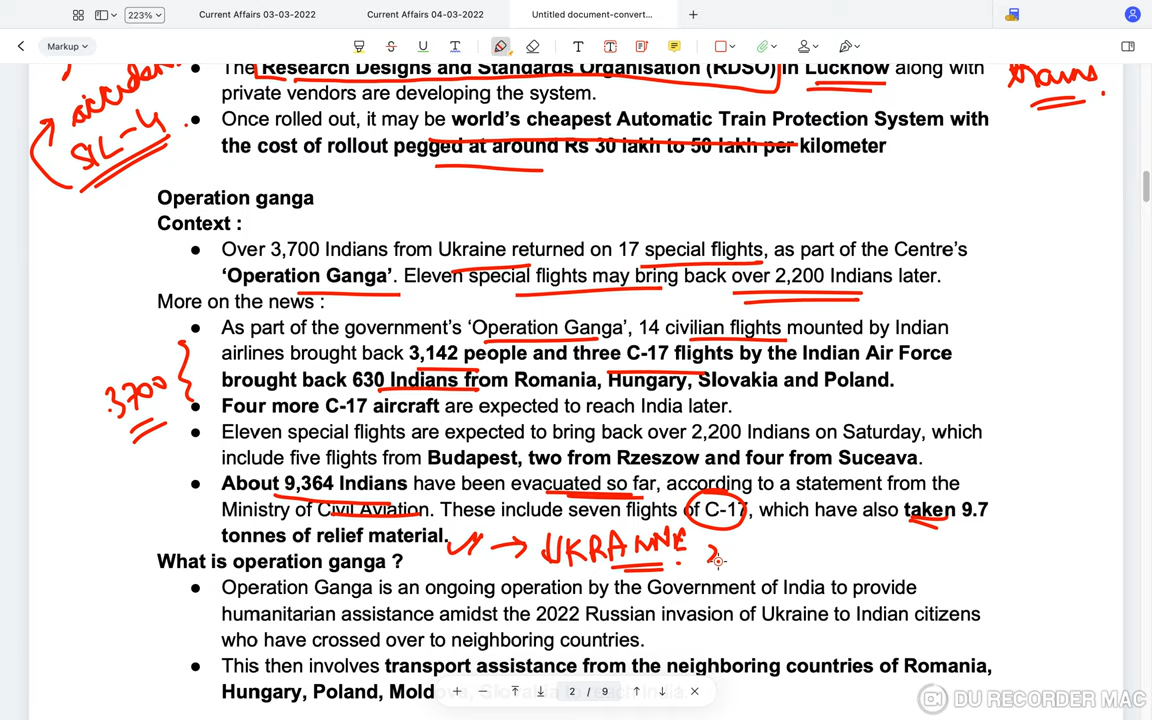 223%
Current Affairs 03-03-2022
Current Affairs 04-03-2022
Untitled document-convert...
Markup
The Research Designs and Standards Organisation (RDSO) in Lucknow along with
private vendors are developing the system.
trains
SIL-4
Once rolled out, it may be world's cheapest Automatic Train Protection System with
the cost of rollout pegged at around Rs 30 lakh to 50 lakh per kilometer
Operation ganga
Context :
Over 3,700 Indians from Ukraine returned on 17 special flights, as part of the Centre's
‘Operation Ganga’. Eleven special flights may bring back over 2,200 Indians later.
More on the news :
As part of the government's ‘Operation Ganga’, 14 civilian flights mounted by Indian
airlines brought back 3,142 people and three C-17 flights by the Indian Air Force
brought back 630 Indians from Romania, Hungary, Slovakia and Poland.
3700
Four more C-17 aircraft are expected to reach India later.
Eleven special flights are expected to bring back over 2,200 Indians on Saturday, which
include five flights from Budapest, two from Rzeszow and four from Suceava.
About 9,364 Indians have been evacuated so far, according to a statement from the
Ministry of Civil Aviation. These include seven flights of C-17, which have also taken 9.7
tonnes of relief material.
What is operation ganga ?
Operation Ganga is an ongoing operation by the Government of India to provide
humanitarian assistance amidst the 2022 Russian invasion of Ukraine to Indian citizens
who have crossed over to neighboring countries.
This then involves transport assistance from the neighboring countries of Romania,
Hungary, Poland, Mold
2 / 9
DU RECORDER MAC